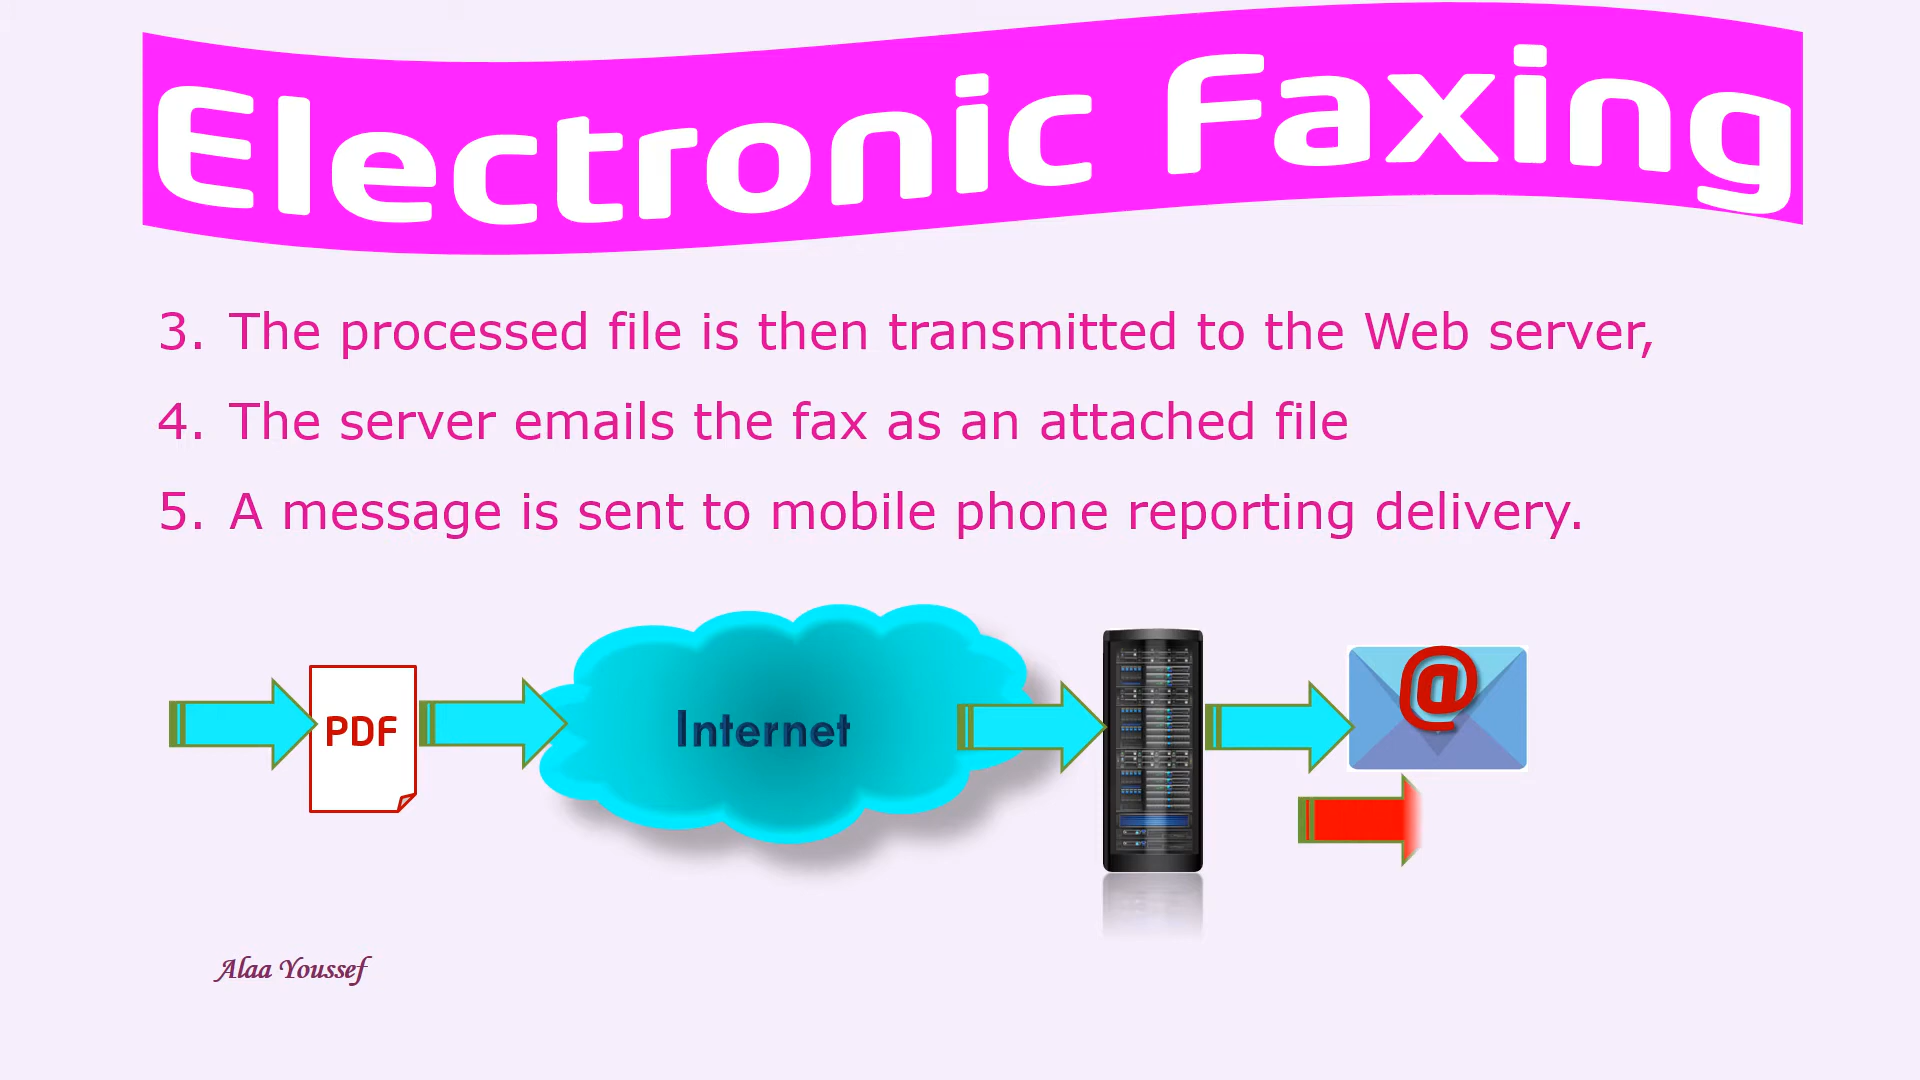 Electronic Faxing
3. The processed file is then transmitted to the Web server,
4. The server emails the fax as an attached file
5. A message is sent to mobile phone reporting delivery.
PDF
Internet
@
Alaa Youssef